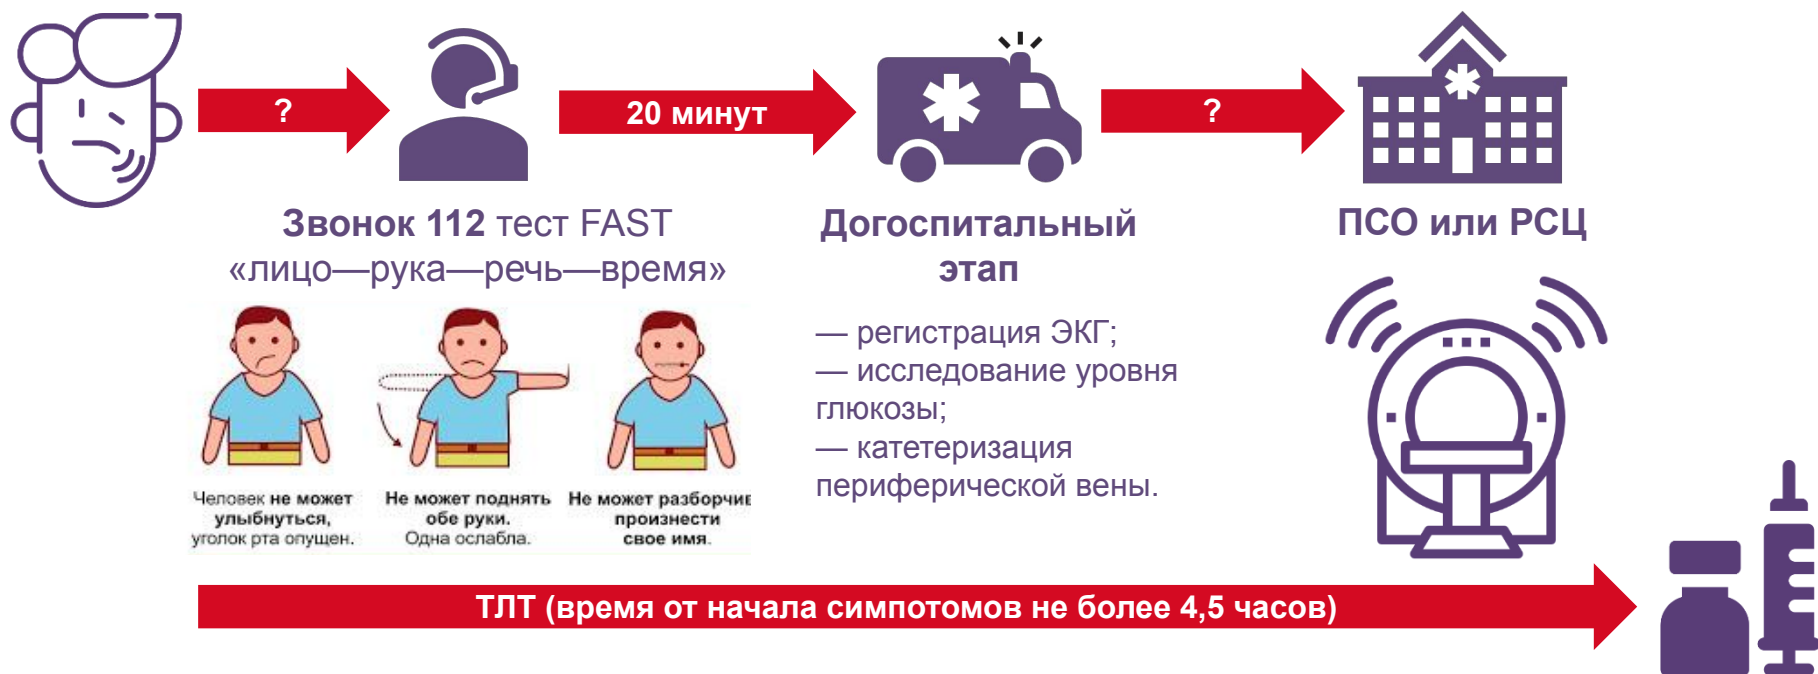 ?
20 минут
?
Звонок 112 тест FAST
«лицо—рука—речь—время»
Человек не может
улыбнуться,
уголок рта опущен.
Не может поднять
обе руки.
Одна ослабла.
Не может разборчив
произнести
свое имя.
Догоспитальный
этап
— регистрация ЭКГ;
— исследование уровня
глюкозы;
— катетеризация
периферической вены.
ПСО или РСЦ
ТЛТ (время от начала симпотомов не более 4,5 часов)